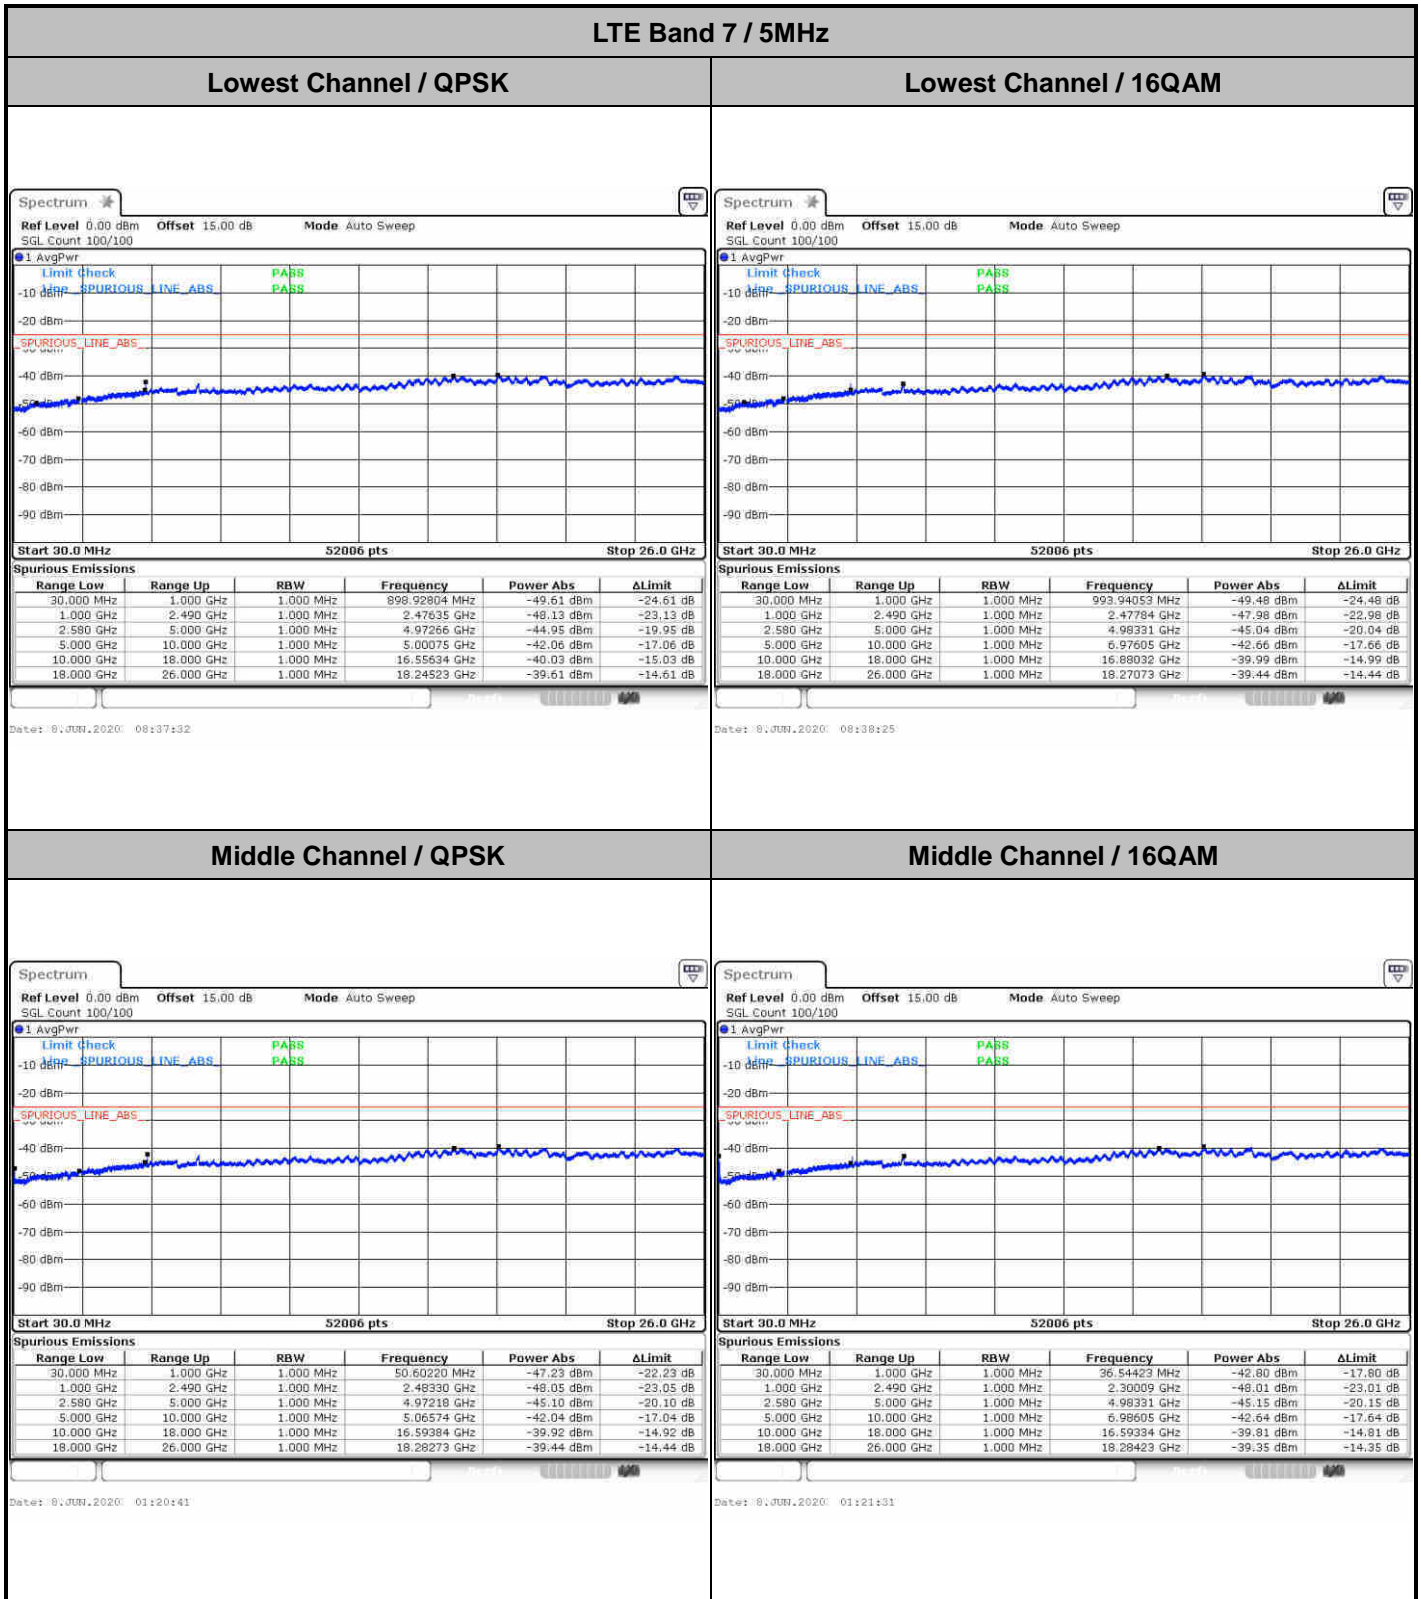 LTE Band 7 / 5MHz
Lowest Channel / QPSK
Lowest Channel / 16QAM
Spectrum
Ref Level 0.00 dBm Offset 15.00 dB Mode Auto Sweep
SGL Count 100/100
1 AvgPwr
Limit Check PASS
Line _SPURIOUS_LINE_ABS_ PASS
-10 dBm
-20 dBm
_SPURIOUS_LINE_ABS_
-40 dBm
-50 dBm
-60 dBm
-70 dBm
-80 dBm
-90 dBm
Start 30.0 MHz 52006 pts Stop 26.0 GHz
Spurious Emissions
Range Low Range Up RBW Frequency Power Abs ΔLimit
30.000 MHz 1.000 GHz 1.000 MHz 898.92804 MHz -49.61 dBm -24.61 dB
1.000 GHz 2.490 GHz 1.000 MHz 2.47635 GHz -48.13 dBm -23.13 dB
2.580 GHz 5.000 GHz 1.000 MHz 4.97266 GHz -44.95 dBm -19.95 dB
5.000 GHz 10.000 GHz 1.000 MHz 5.00075 GHz -42.06 dBm -17.06 dB
10.000 GHz 18.000 GHz 1.000 MHz 16.55634 GHz -40.03 dBm -15.03 dB
18.000 GHz 26.000 GHz 1.000 MHz 18.24523 GHz -39.61 dBm -14.61 dB
Date: 8.JUN.2020 08:37:32
Spectrum
Ref Level 0.00 dBm Offset 15.00 dB Mode Auto Sweep
SGL Count 100/100
1 AvgPwr
Limit Check PASS
Line _SPURIOUS_LINE_ABS_ PASS
-10 dBm
-20 dBm
_SPURIOUS_LINE_ABS_
-40 dBm
-50 dBm
-60 dBm
-70 dBm
-80 dBm
-90 dBm
Start 30.0 MHz 52006 pts Stop 26.0 GHz
Spurious Emissions
Range Low Range Up RBW Frequency Power Abs ΔLimit
30.000 MHz 1.000 GHz 1.000 MHz 993.94053 MHz -49.48 dBm -24.48 dB
1.000 GHz 2.490 GHz 1.000 MHz 2.47784 GHz -47.98 dBm -22.98 dB
2.580 GHz 5.000 GHz 1.000 MHz 4.98331 GHz -45.04 dBm -20.04 dB
5.000 GHz 10.000 GHz 1.000 MHz 6.97605 GHz -42.66 dBm -17.66 dB
10.000 GHz 18.000 GHz 1.000 MHz 16.88032 GHz -39.99 dBm -14.99 dB
18.000 GHz 26.000 GHz 1.000 MHz 18.27073 GHz -39.44 dBm -14.44 dB
Date: 8.JUN.2020 08:38:25
Middle Channel / QPSK
Middle Channel / 16QAM
Spectrum
Ref Level 0.00 dBm Offset 15.00 dB Mode Auto Sweep
SGL Count 100/100
1 AvgPwr
Limit Check PASS
Line _SPURIOUS_LINE_ABS_ PASS
-10 dBm
-20 dBm
_SPURIOUS_LINE_ABS_
-40 dBm
-50 dBm
-60 dBm
-70 dBm
-80 dBm
-90 dBm
Start 30.0 MHz 52006 pts Stop 26.0 GHz
Spurious Emissions
Range Low Range Up RBW Frequency Power Abs ΔLimit
30.000 MHz 1.000 GHz 1.000 MHz 50.60220 MHz -47.23 dBm -22.23 dB
1.000 GHz 2.490 GHz 1.000 MHz 2.48330 GHz -48.05 dBm -23.05 dB
2.580 GHz 5.000 GHz 1.000 MHz 4.97218 GHz -45.10 dBm -20.10 dB
5.000 GHz 10.000 GHz 1.000 MHz 5.06574 GHz -42.04 dBm -17.04 dB
10.000 GHz 18.000 GHz 1.000 MHz 16.59384 GHz -39.92 dBm -14.92 dB
18.000 GHz 26.000 GHz 1.000 MHz 18.28273 GHz -39.44 dBm -14.44 dB
Date: 8.JUN.2020 01:20:41
Spectrum
Ref Level 0.00 dBm Offset 15.00 dB Mode Auto Sweep
SGL Count 100/100
1 AvgPwr
Limit Check PASS
Line _SPURIOUS_LINE_ABS_ PASS
-10 dBm
-20 dBm
_SPURIOUS_LINE_ABS_
-40 dBm
-50 dBm
-60 dBm
-70 dBm
-80 dBm
-90 dBm
Start 30.0 MHz 52006 pts Stop 26.0 GHz
Spurious Emissions
Range Low Range Up RBW Frequency Power Abs ΔLimit
30.000 MHz 1.000 GHz 1.000 MHz 36.54423 MHz -42.80 dBm -17.80 dB
1.000 GHz 2.490 GHz 1.000 MHz 2.30009 GHz -48.01 dBm -23.01 dB
2.580 GHz 5.000 GHz 1.000 MHz 4.98331 GHz -45.15 dBm -20.15 dB
5.000 GHz 10.000 GHz 1.000 MHz 6.98605 GHz -42.64 dBm -17.64 dB
10.000 GHz 18.000 GHz 1.000 MHz 16.59334 GHz -39.81 dBm -14.81 dB
18.000 GHz 26.000 GHz 1.000 MHz 18.28423 GHz -39.35 dBm -14.35 dB
Date: 8.JUN.2020 01:21:31